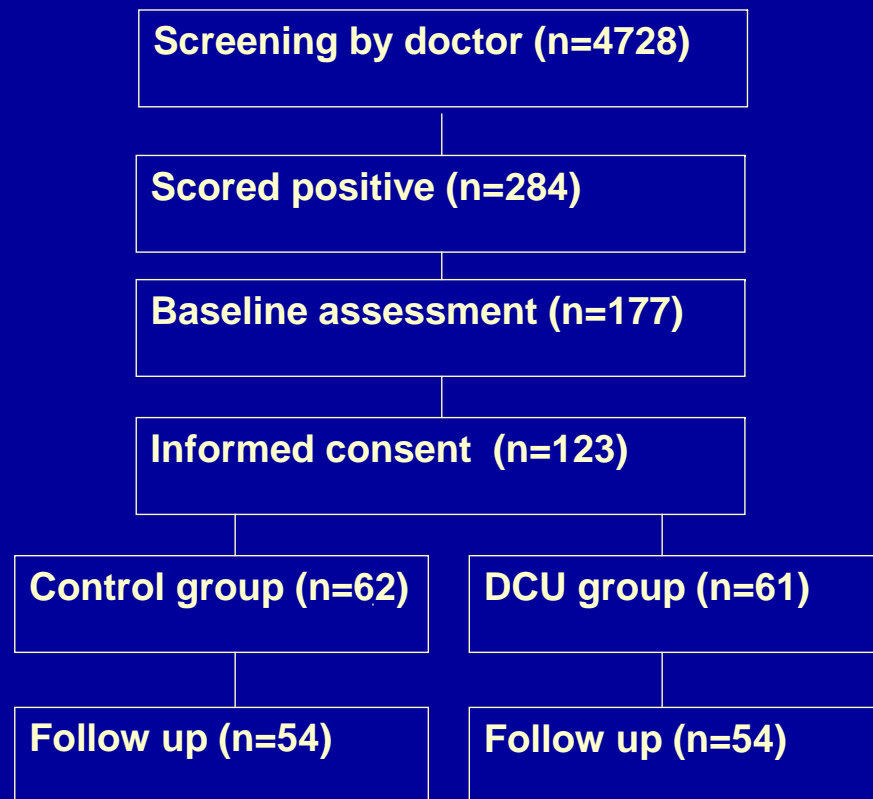 Screening by doctor (n=4728)
Scored positive (n=284)
Baseline assessment (n=177)
Informed consent  (n=123)
Control group (n=62)
DCU group (n=61)
Follow up (n=54)
Follow up (n=54)